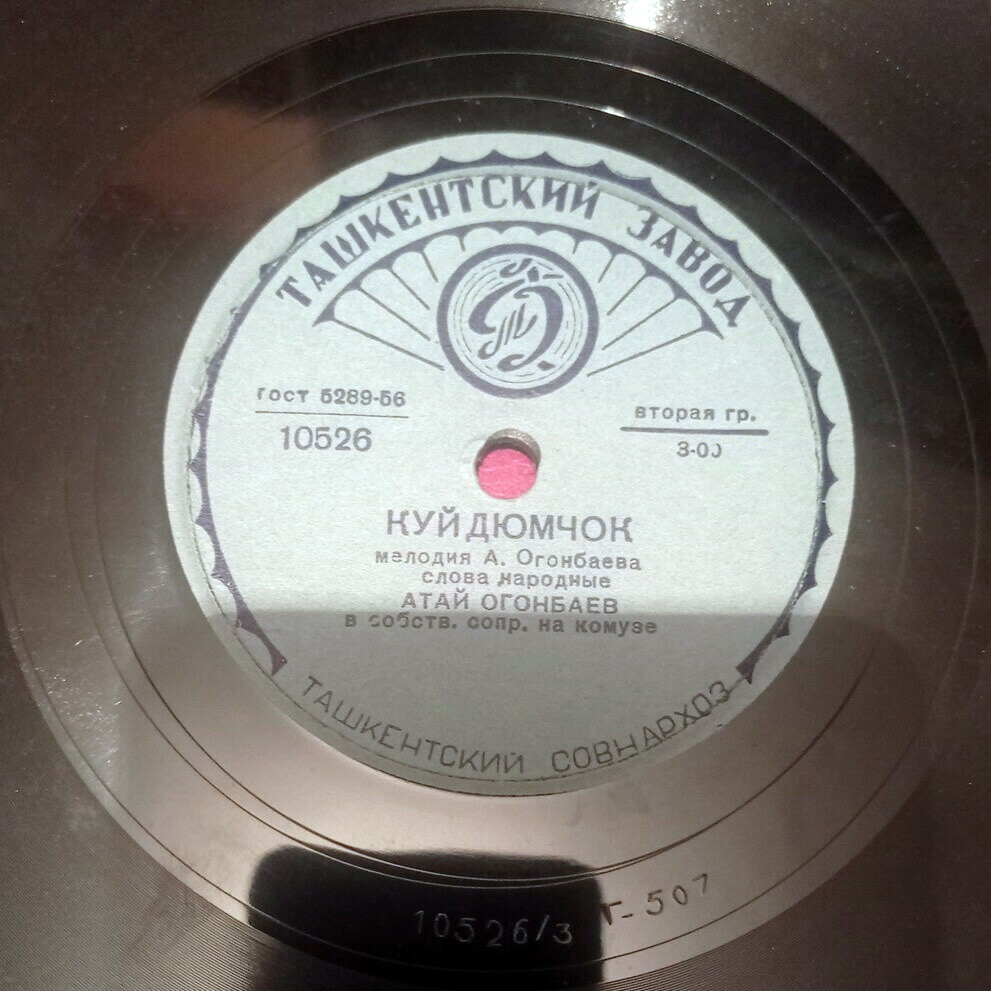 ТАШКЕНТСКИЙ ЗАВОД
гост 5289-56
10526
вторая гр.
3-00
КУЙДЮМЧОК
мелодия А. Огонбаева
слова народные
АТАЙ ОГОНБАЕВ
в собств. сопр. на комузе
ТАШКЕНТСКИЙ СОВНАРХОЗ
10526/3 Т-507